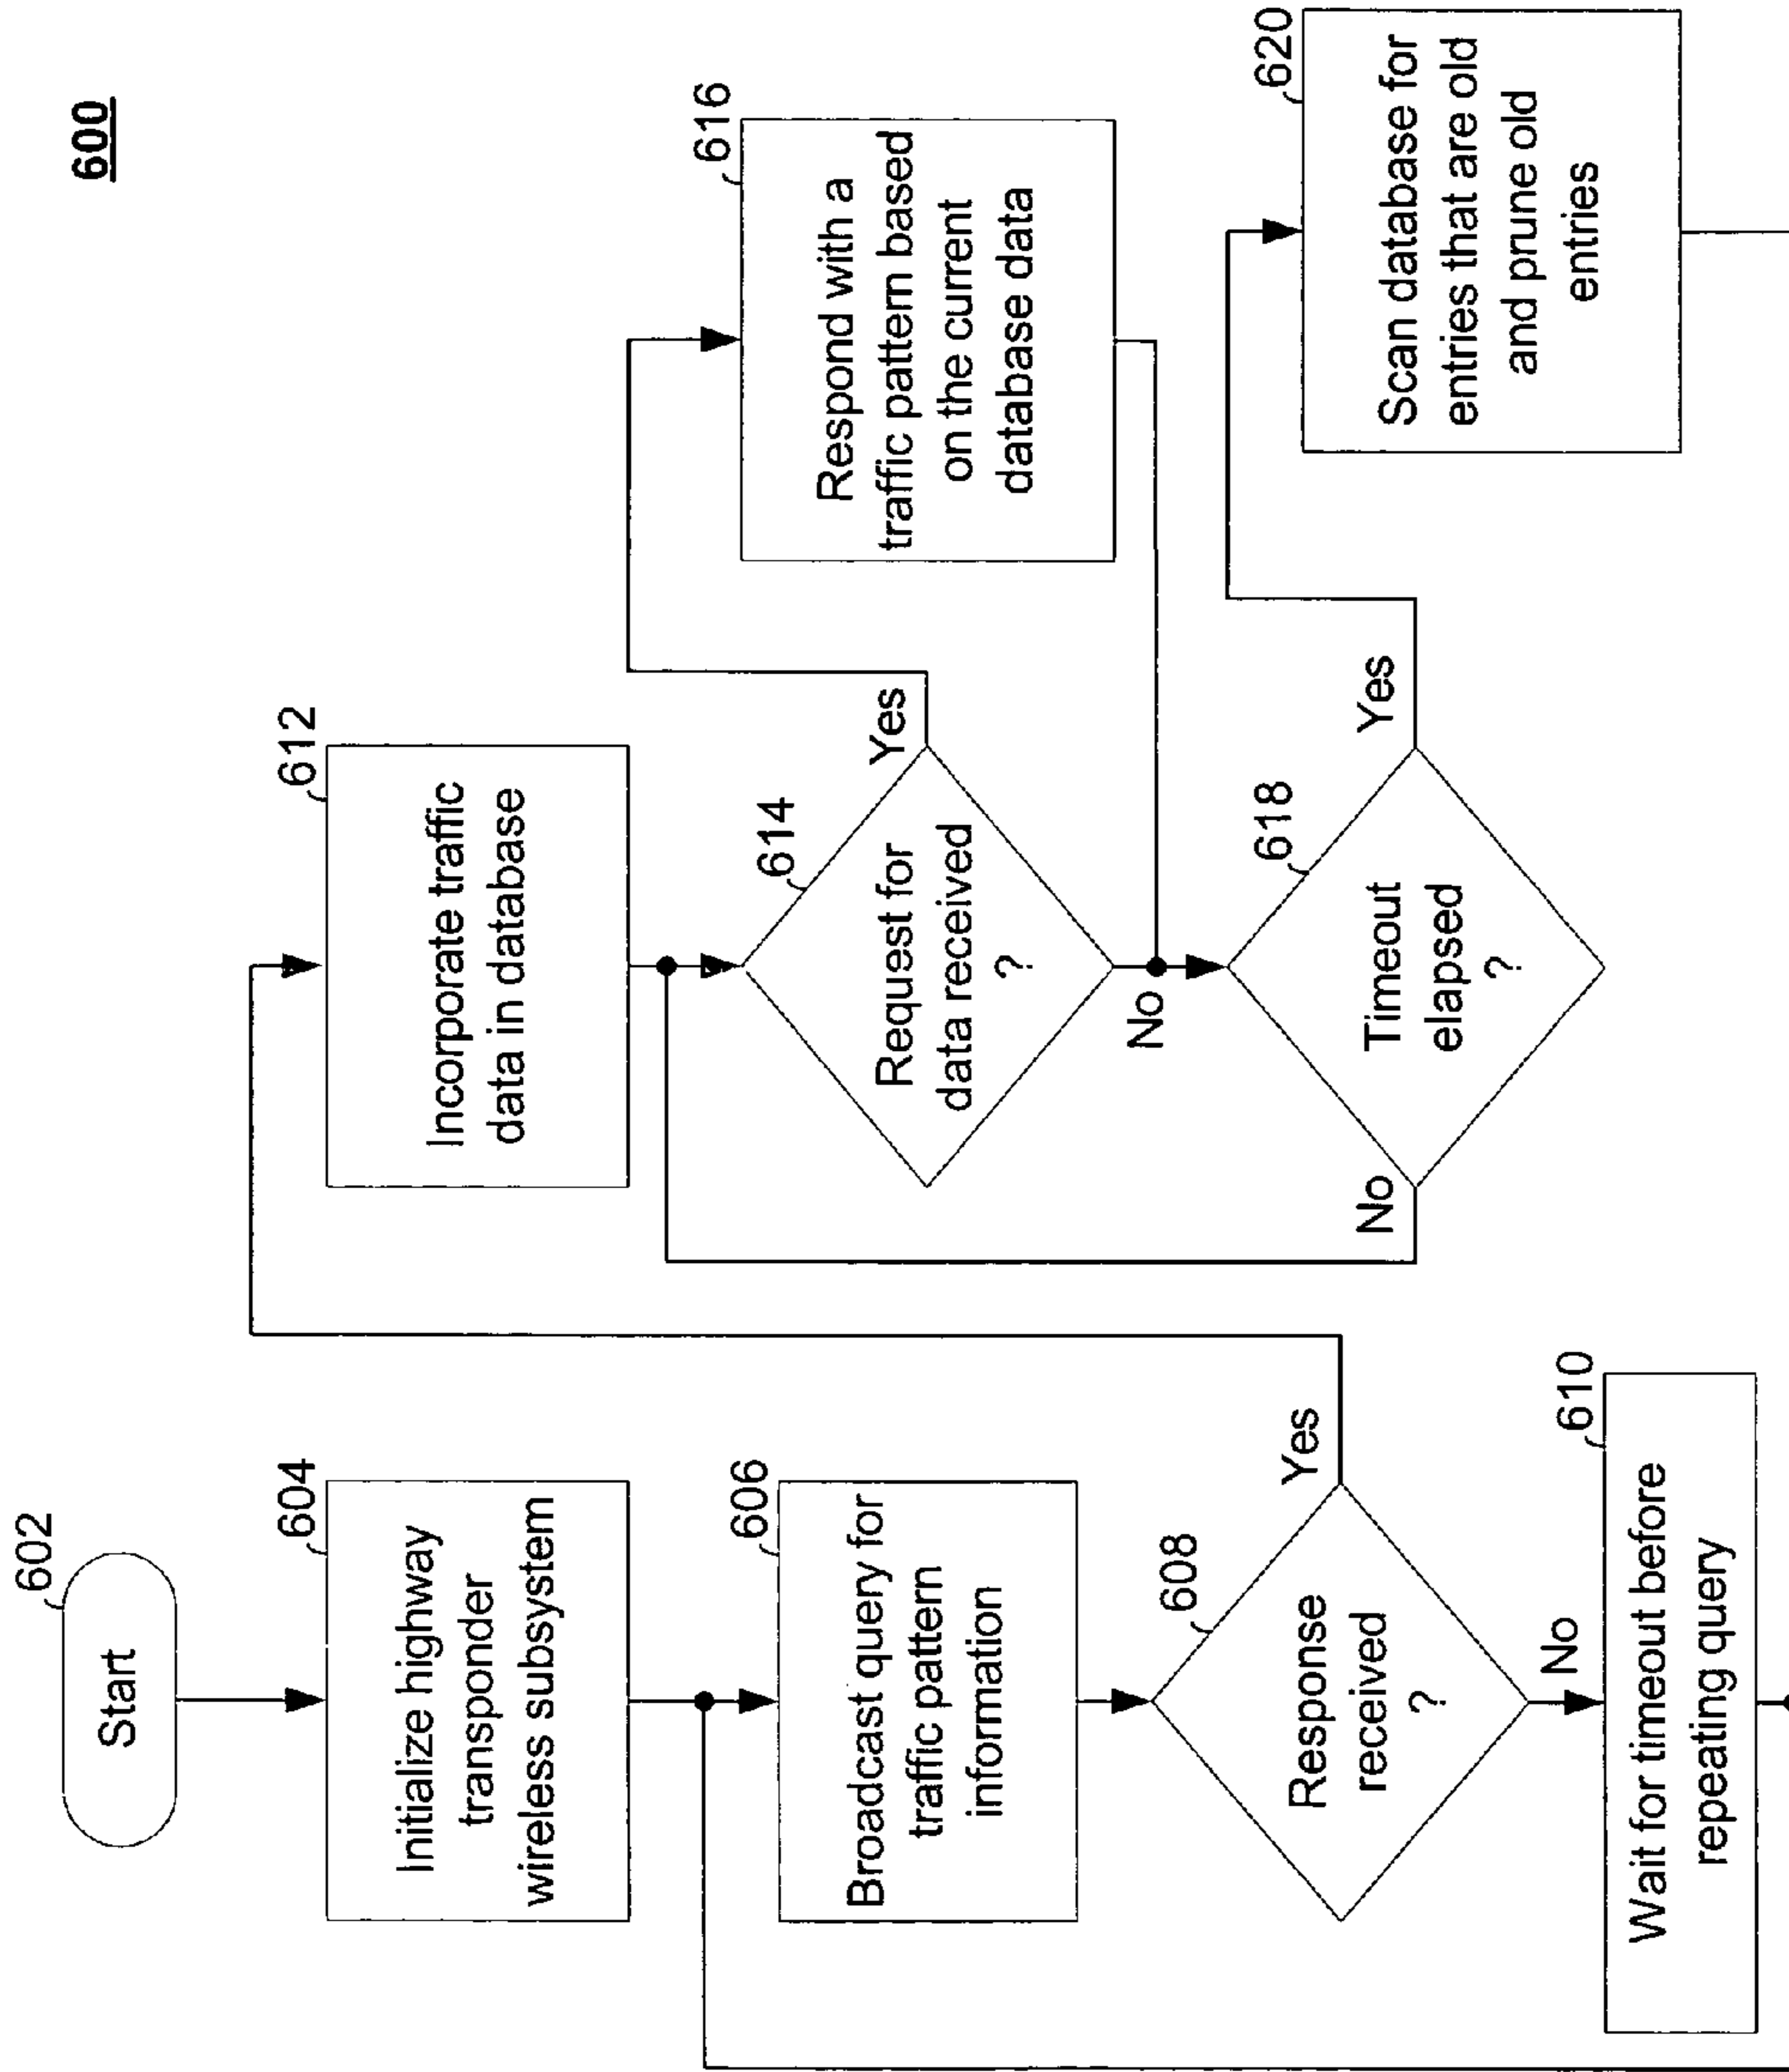 600
602
Start
604
Initialize highway
transponder
wireless subsystem
606
Broadcast query for
traffic pattern
information
608
Response
received
?
Yes
No
610
Wait for timeout before
repeating query
612
Incorporate traffic
data in database
614
Request for
data received
?
Yes
No
616
Respond with a
traffic pattern based
on the current
database data
618
Timeout
elapsed
?
Yes
No
620
Scan database for
entries that are old
and prune old
entries